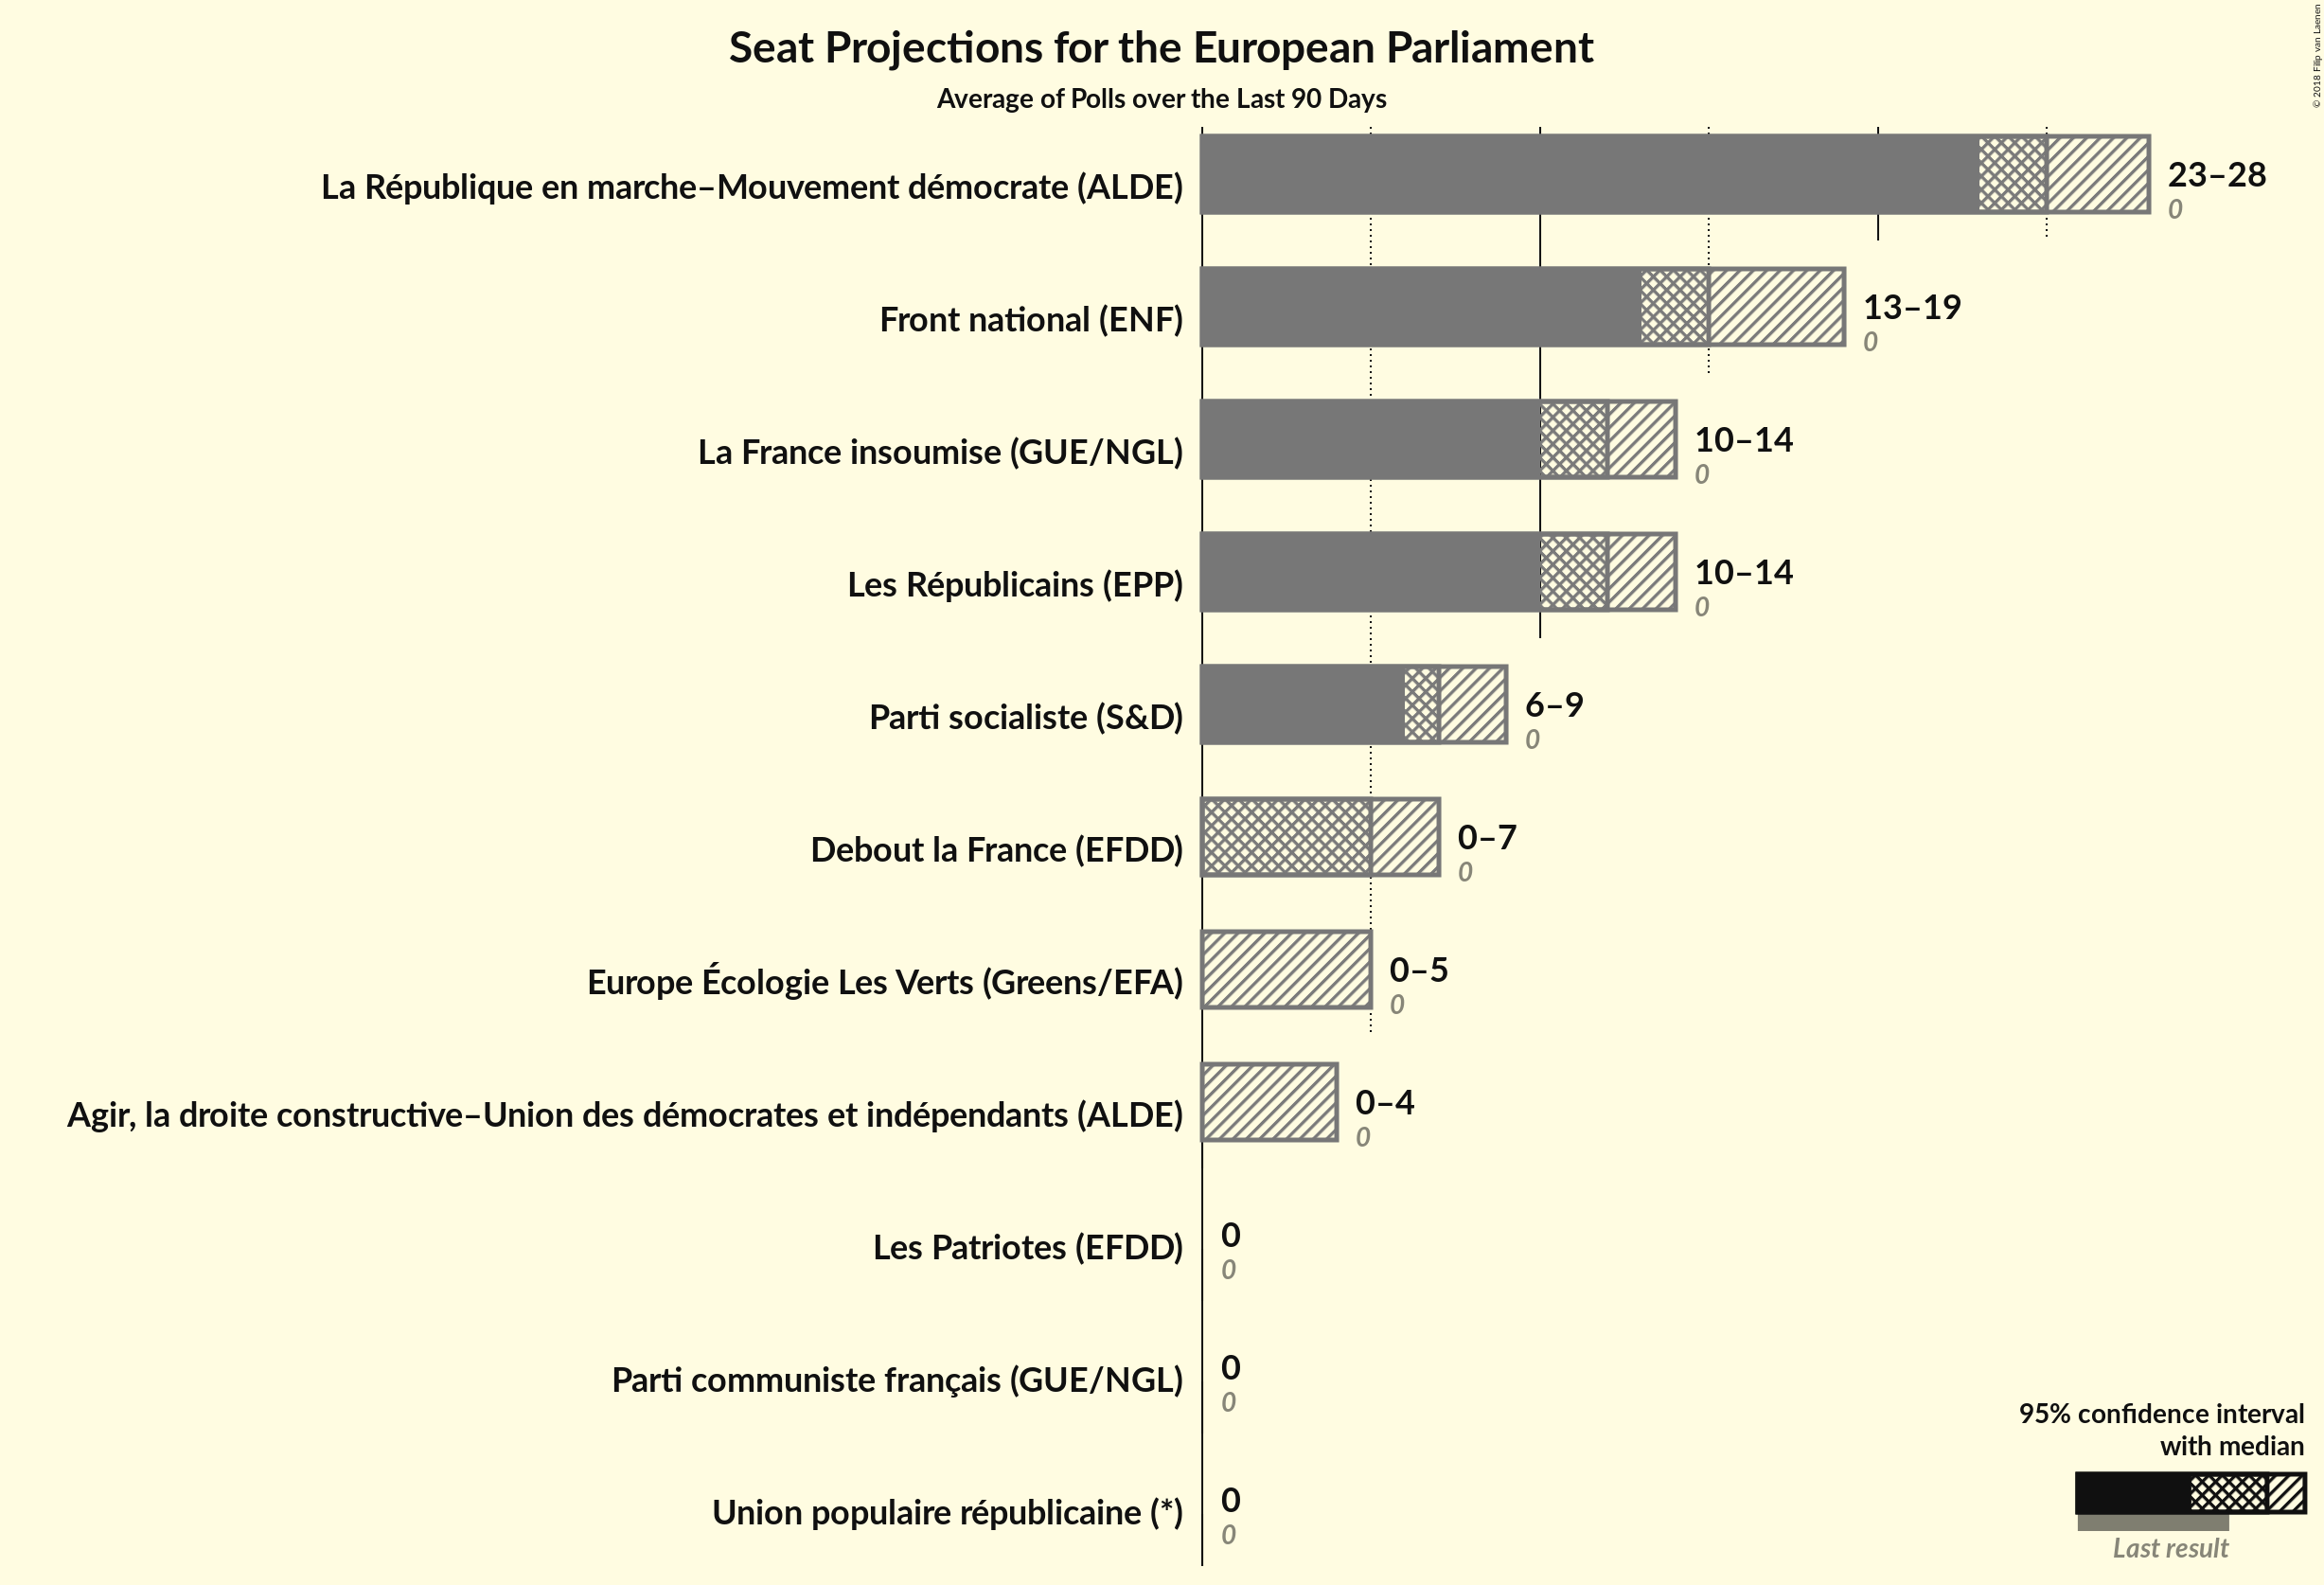 Seat Projections for the European Parliament
Average of Polls over the Last 90 Days
© 2018 Filip van Laenen
La République en marche–Mouvement démocrate (ALDE)
23–28
0
Front national (ENF)
13–19
0
La France insoumise (GUE/NGL)
10–14
0
Les Républicains (EPP)
10–14
0
Parti socialiste (S&D)
6–9
0
Debout la France (EFDD)
0–7
0
Europe Écologie Les Verts (Greens/EFA)
0–5
0
Agir, la droite constructive–Union des démocrates et indépendants (ALDE)
0–4
0
Les Patriotes (EFDD)
0
0
Parti communiste français (GUE/NGL)
0
0
Union populaire républicaine (*)
0
0
95% confidence interval
with median
Last result